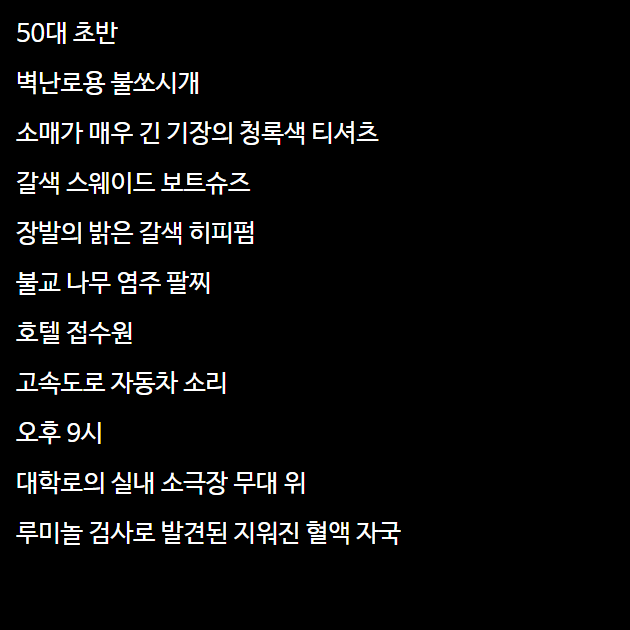 50대 초반
벽난로용 불쏘시개
소매가 매우 긴 기장의 청록색 티셔츠
갈색 스웨이드 보트슈즈
장발의 밝은 갈색 히피펌
불교 나무 염주 팔찌
호텔 접수원
고속도로 자동차 소리
오후 9시
대학로의 실내 소극장 무대 위
루미놀 검사로 발견된 지워진 혈액 자국